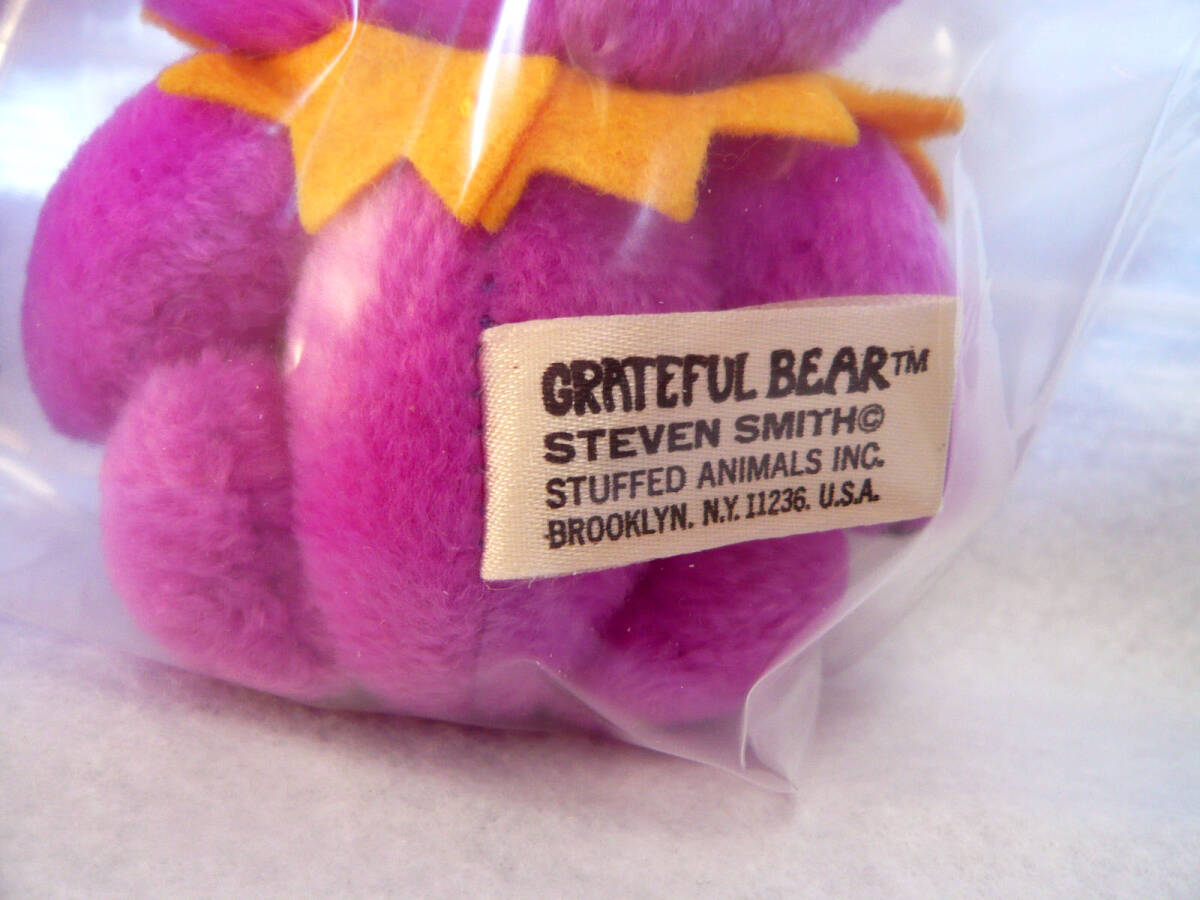 GRATEFUL BEAR™
STEVEN SMITH©
STUFFED ANIMALS INC.
BROOKLYN. N.Y. 11236. U.S.A.